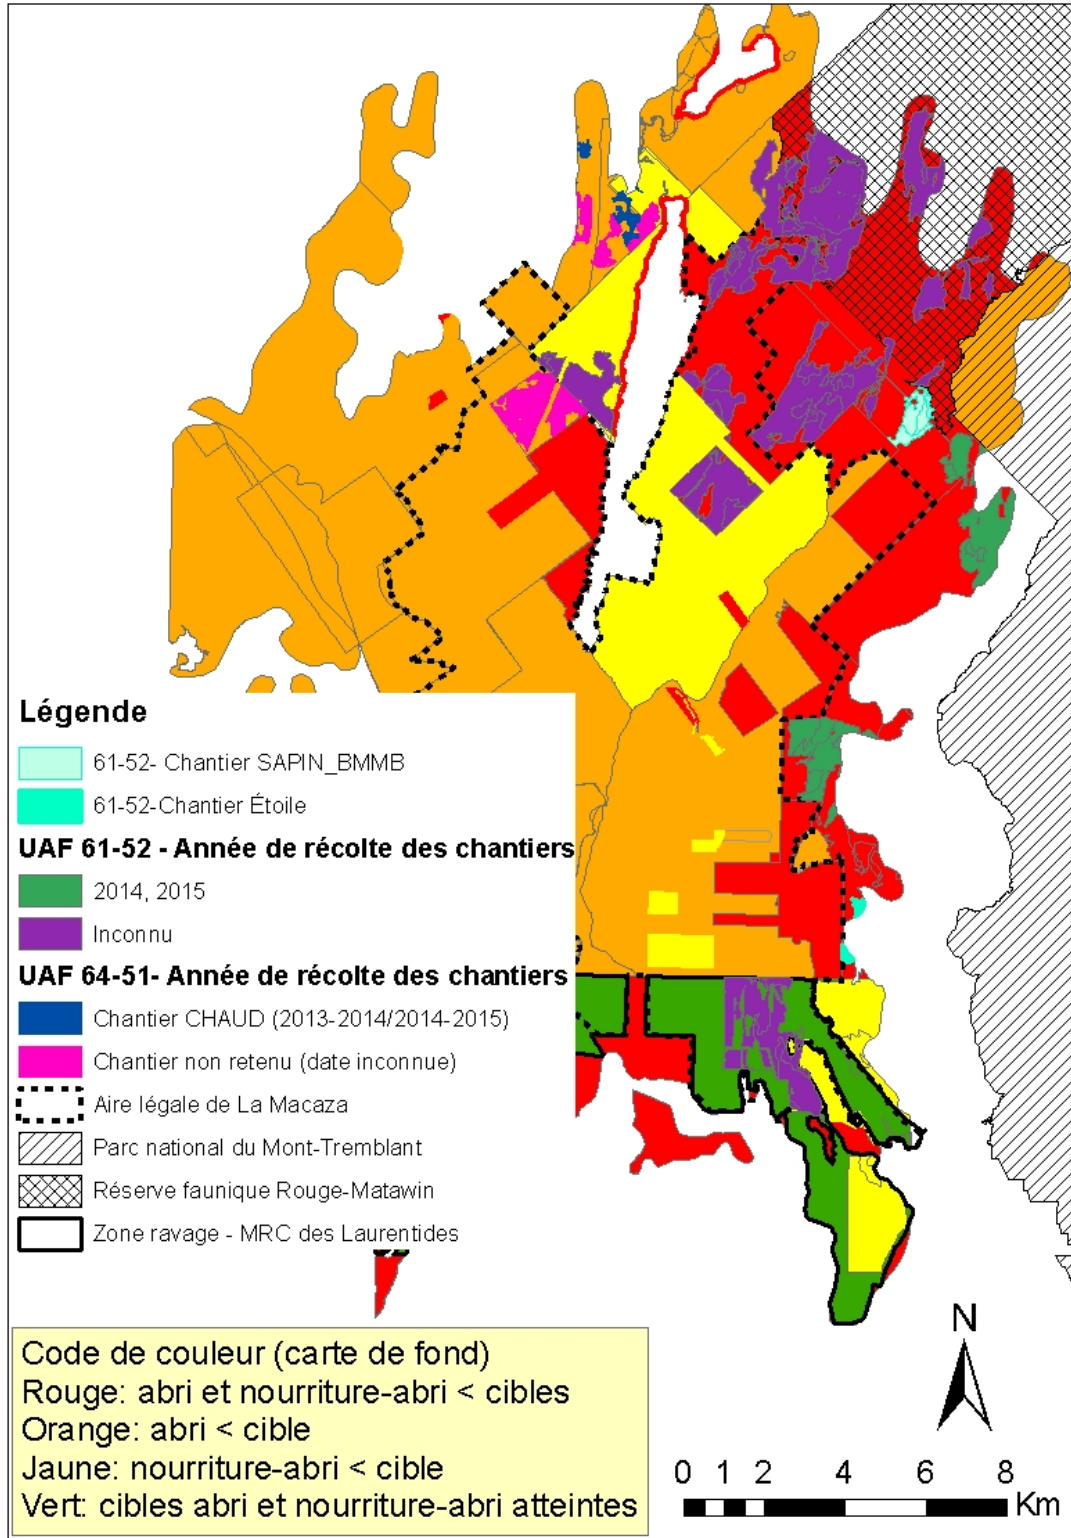 Légende
61-52- Chantier SAPIN_BMMB
61-52-Chantier Étoile
UAF 61-52 - Année de récolte des chantiers
2014, 2015
Inconnu
UAF 64-51- Année de récolte des chantiers
Chantier CHAUD (2013-2014/2014-2015)
Chantier non retenu (date inconnue)
Aire légale de La Macaza
Parc national du Mont-Tremblant
Réserve faunique Rouge-Matawin
Zone ravage - MRC des Laurentides
Code de couleur (carte de fond)
Rouge: abri et nourriture-abri < cibles
Orange: abri < cible
Jaune: nourriture-abri < cible
Vert: cibles abri et nourriture-abri atteintes
N
0 1 2 4 6 8
Km